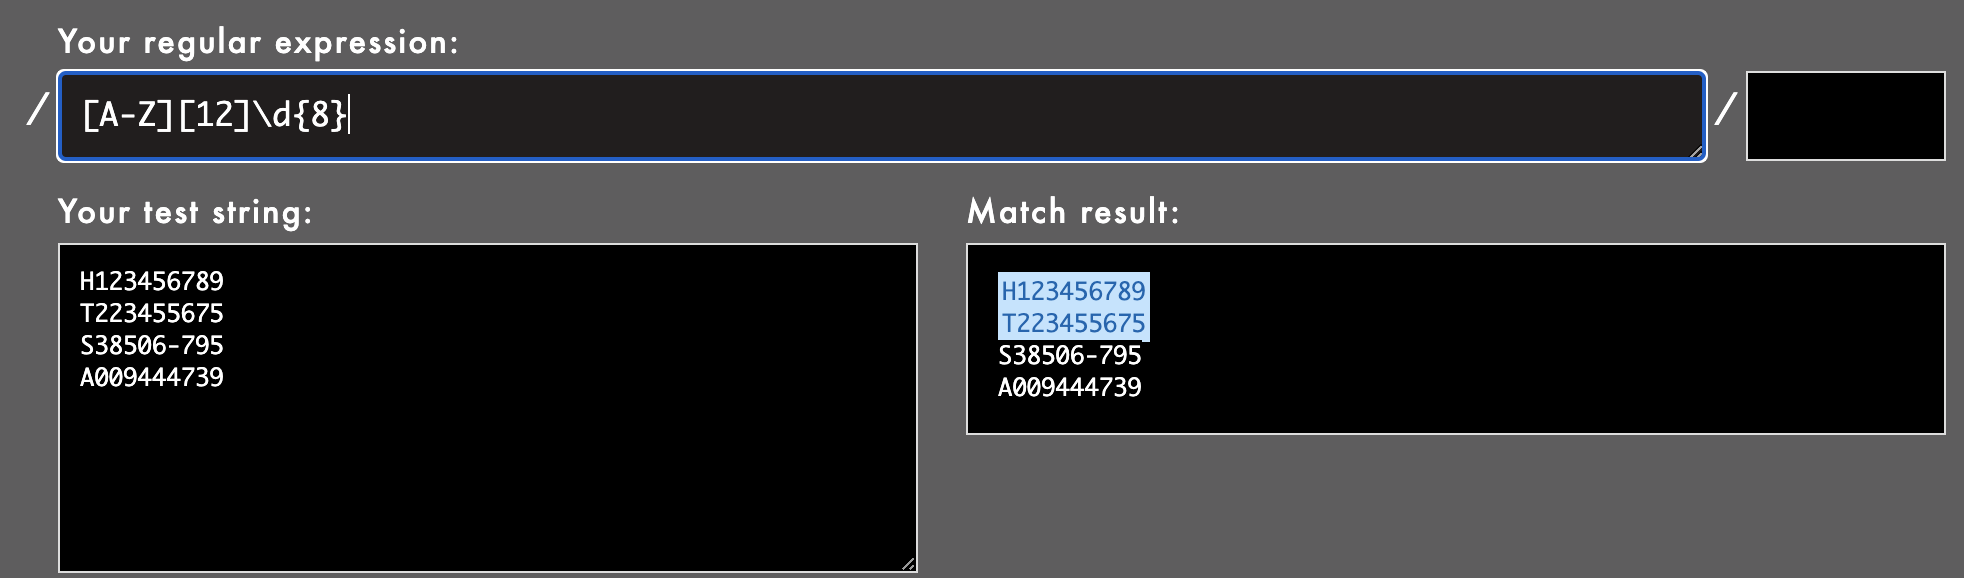 Your regular expression:
/ [A-Z][12]\d{8} /
Your test string:
H123456789
T223455675
S38506-795
A009444739
Match result:
H123456789
T223455675
S38506-795
A009444739